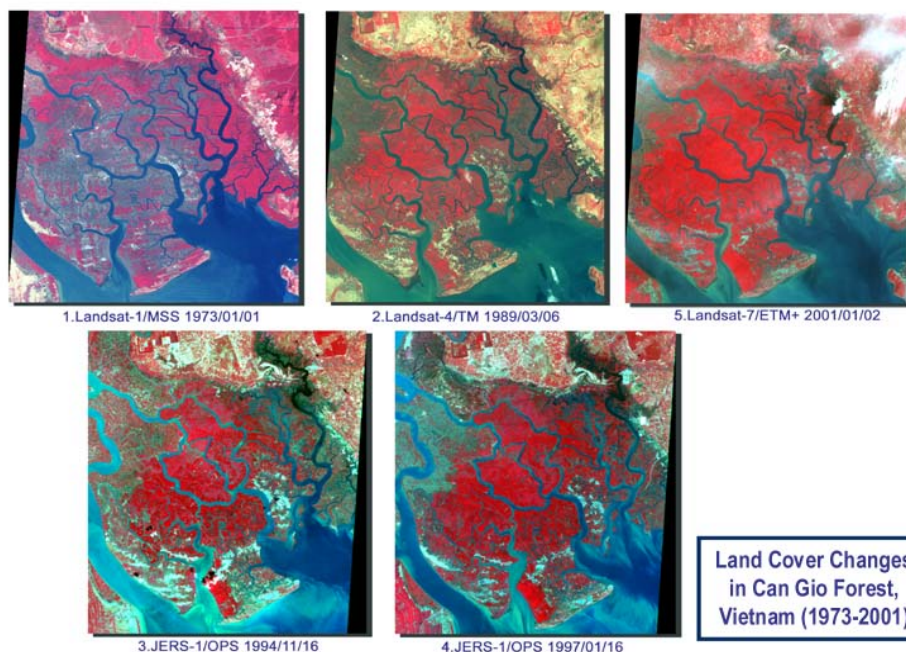 1.Landsat-1/MSS 1973/01/01
2.Landsat-4/TM 1989/03/06
5.Landsat-7/ETM+ 2001/01/02
3.JERS-1/OPS 1994/11/16
4.JERS-1/OPS 1997/01/16
Land Cover Changes
in Can Gio Forest,
Vietnam (1973-2001)